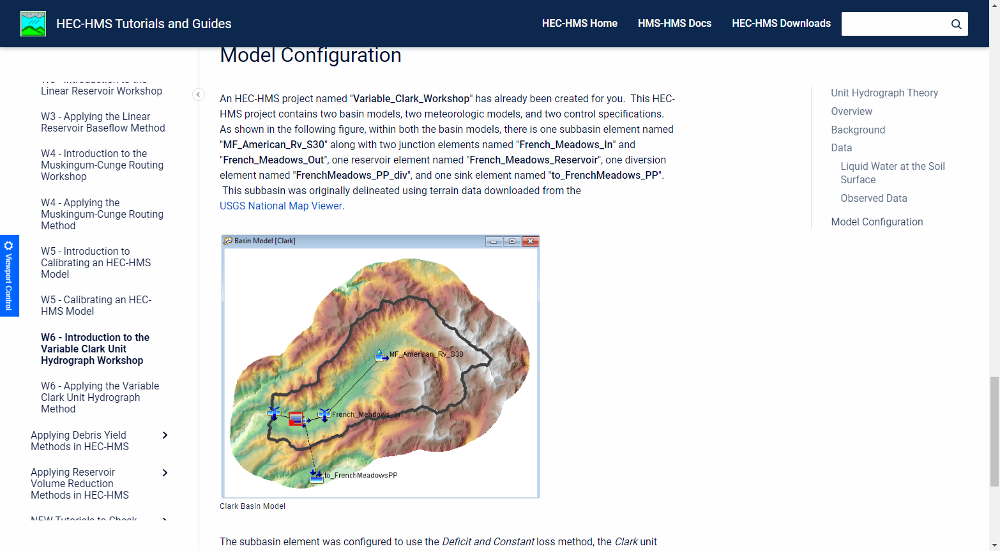 HEC-HMS Tutorials and Guides
HEC-HMS Home
HMS-HMS Docs
HEC-HMS Downloads
Linear Reservoir Workshop
W3 - Applying the Linear
Reservoir Baseflow Method
W4 - Introduction to the
Muskingum-Cunge Routing
Workshop
W4 - Applying the
Muskingum-Cunge Routing
Method
W5 - Introduction to
Calibrating an HEC-HMS
Model
W5 - Calibrating an HEC-
HMS Model
W6 - Introduction to the
Variable Clark Unit
Hydrograph Workshop
W6 - Applying the Variable
Clark Unit Hydrograph
Method
Applying Debris Yield
Methods in HEC-HMS
Applying Reservoir
Volume Reduction
Methods in HEC-HMS
NEW Tutorials to Check
Viewport Control
Model Configuration
An HEC-HMS project named "Variable_Clark_Workshop" has already been created for you.  This HEC-
HMS project contains two basin models, two meteorologic models, and two control specifications.
As shown in the following figure, within both the basin models, there is one subbasin element named
"MF_American_Rv_S30" along with two junction elements named "French_Meadows_In" and
"French_Meadows_Out", one reservoir element named "French_Meadows_Reservoir", one diversion
element named "FrenchMeadows_PP_div", and one sink element named "to_FrenchMeadows_PP".
This subbasin was originally delineated using terrain data downloaded from the
USGS National Map Viewer.
Basin Model [Clark]
MF_American_Rv_S30
French_Meadows_In
to_FrenchMeadowsPP
Clark Basin Model
The subbasin element was configured to use the Deficit and Constant loss method, the Clark unit
Unit Hydrograph Theory
Overview
Background
Data
Liquid Water at the Soil
Surface
Observed Data
Model Configuration